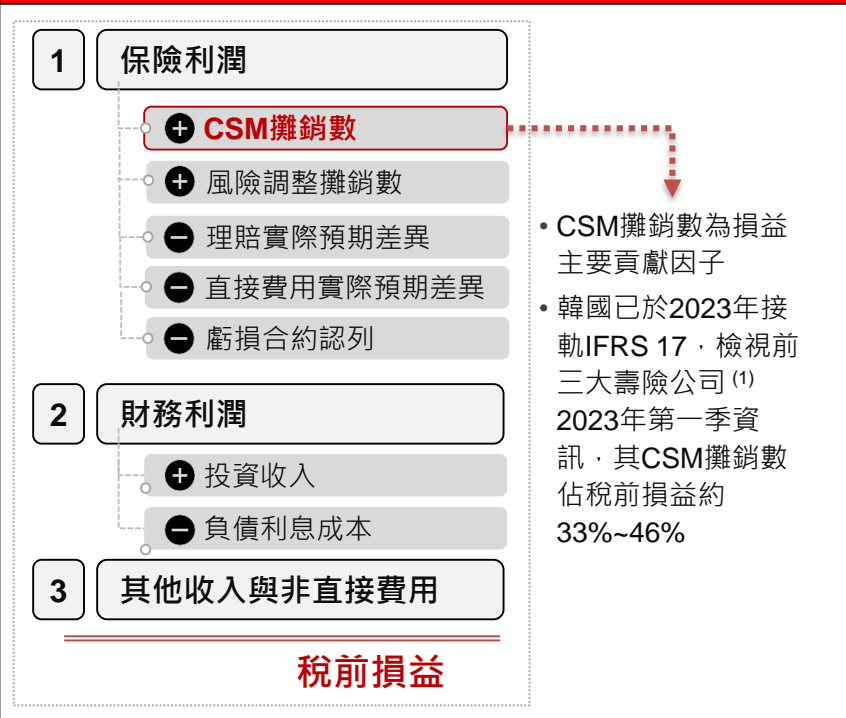 1 保險利潤
+ CSM攤銷數
+ 風險調整攤銷數
− 理賠實際預期差異
− 直接費用實際預期差異
− 虧損合約認列
2 財務利潤
+ 投資收入
− 負債利息成本
3 其他收入與非直接費用
稅前損益
• CSM攤銷數為損益
主要貢獻因子
• 韓國已於2023年接
軌IFRS 17，檢視前
三大壽險公司 (1)
2023年第一季資
訊，其CSM攤銷數
佔稅前損益約
33%~46%